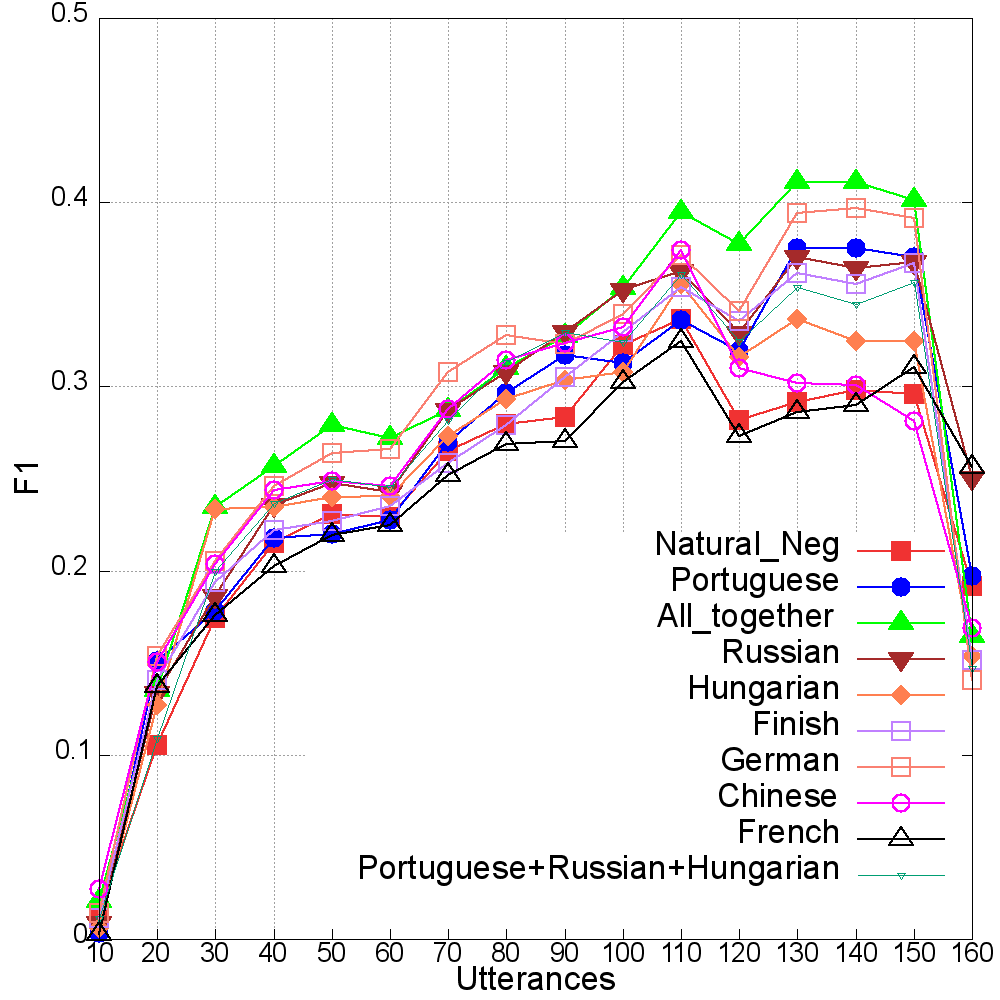 0.5
0.4
0.3
0.2
0.1
0
F1
10 20 30 40 50 60 70 80 90 100 110 120 130 140 150 160
Utterances
Natural_Neg
Portuguese
All_together
Russian
Hungarian
Finish
German
Chinese
French
Portuguese+Russian+Hungarian